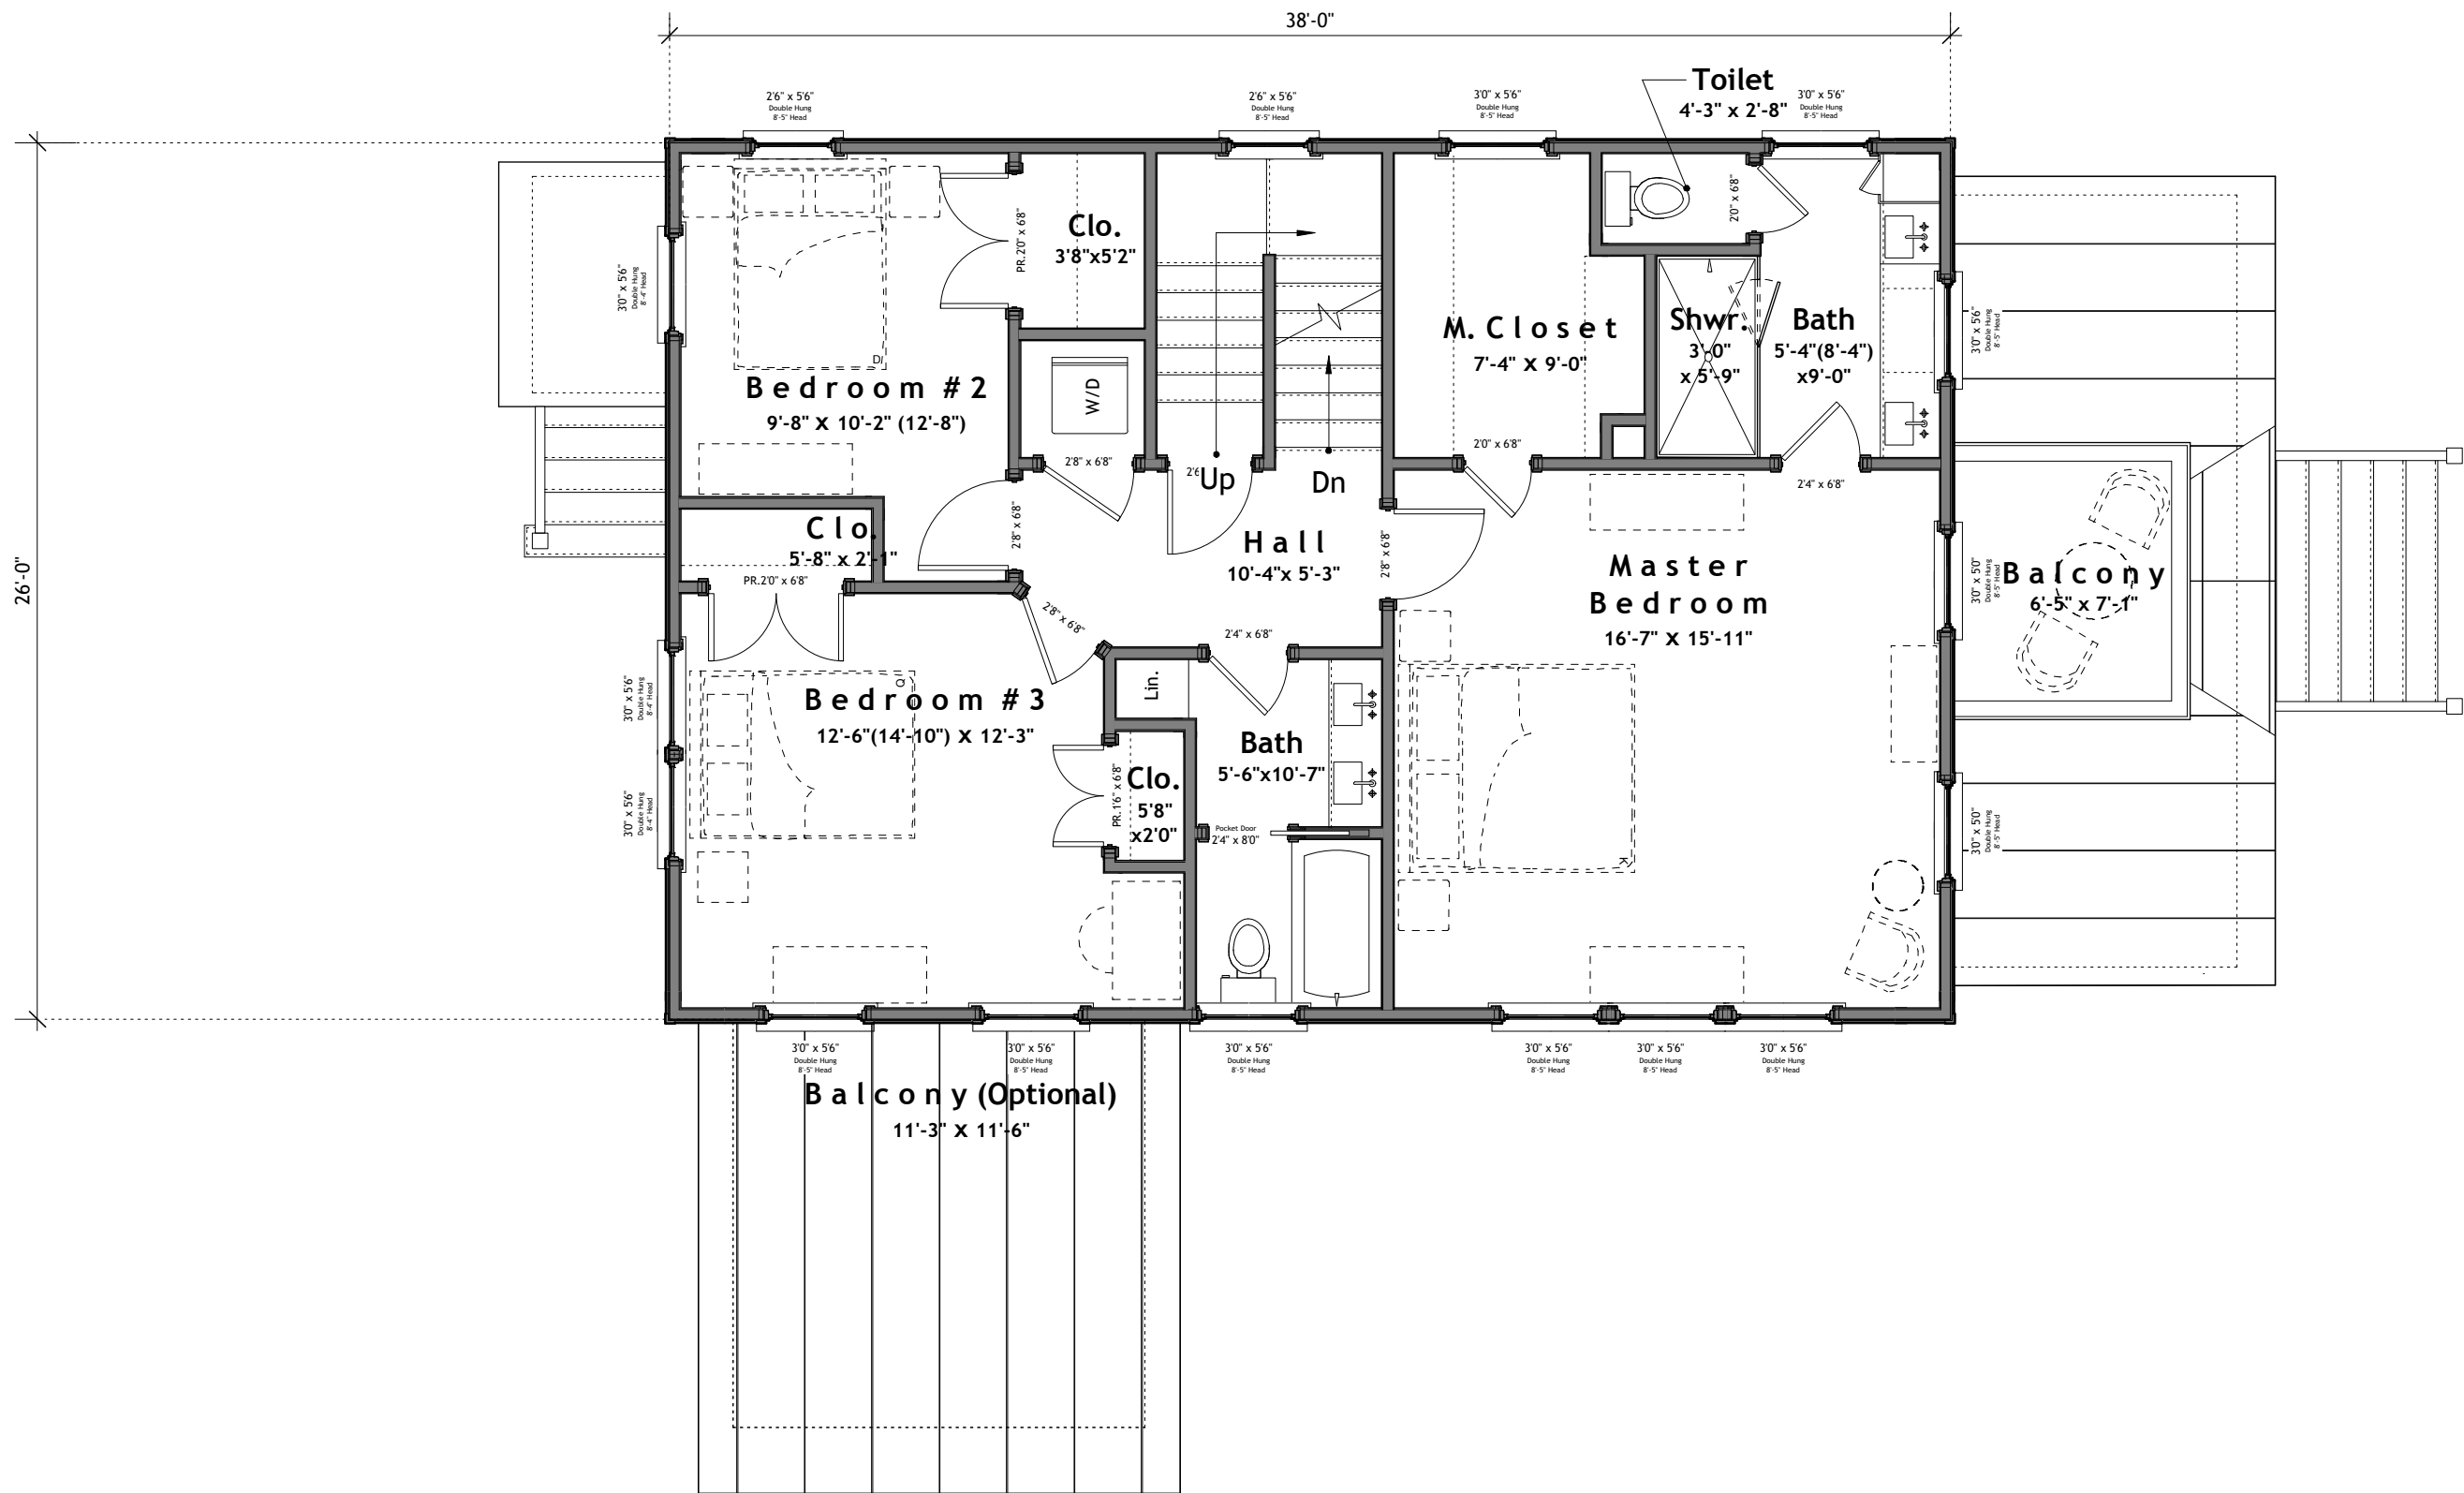 38'-0"
Toilet
4'-3" x 2'-8"
2'6" x 5'6"
Double Hung
8'-5" Head
2'6" x 5'6"
Double Hung
8'-5" Head
3'0" x 5'6"
Double Hung
8'-5" Head
3'0" x 5'6"
Double Hung
8'-5" Head
26'-0"
3'0" x 5'6"
Double Hung
8'-4" Head
PR.2'0" x 6'8"
Clo.
3'8"x5'2"
2'0" x 6'8"
D
Bedroom #2
9'-8" x 10'-2" (12'-8")
W/D
2'8" x 6'8"
M. Closet
7'-4" x 9'-0"
2'0" x 6'8"
Shwr.
3'-0"
x 5'-9"
Bath
5'-4"(8'-4")
x9'-0"
3'0" x 5'6"
Double Hung
8'-5" Head
2'4" x 6'8"
2'6
Up
Dn
Clo.
5'-8" x 2'-1"
PR.2'0" x 6'8"
2'8" x 6'8"
Hall
10'-4"x 5'-3"
2'8" x 6'8"
2'8" x 6'8"
2'4" x 6'8"
Master
Bedroom
16'-7" x 15'-11"
3'0" x 5'0"
Double Hung
8'-5" Head
Balcony
6'-5" x 7'-1"
3'0" x 5'6"
Double Hung
8'-4" Head
Q
Bedroom #3
12'-6"(14'-10") x 12'-3"
Lin.
Bath
5'-6"x10'-7"
3'0" x 5'6"
Double Hung
8'-4" Head
PR. 1'6" x 6'8"
Clo.
5'8"
x2'0"
Pocket Door
2'4" x 8'0"
K
3'0" x 5'0"
Double Hung
8'-5" Head
3'0" x 5'6"
Double Hung
8'-5" Head
3'0" x 5'6"
Double Hung
8'-5" Head
3'0" x 5'6"
Double Hung
8'-5" Head
3'0" x 5'6"
Double Hung
8'-5" Head
3'0" x 5'6"
Double Hung
8'-5" Head
3'0" x 5'6"
Double Hung
8'-5" Head
Balcony (Optional)
11'-3" x 11'-6"